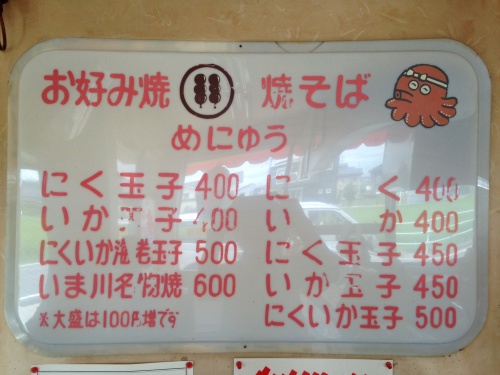 お好み焼 焼そば
めにゅう
にく玉子 400
いか玉子 400
にくいか海老玉子 500
いま川名物焼 600
※大盛は100円増です
にく 400
いか 400
にく玉子 450
いか玉子 450
にくいか玉子 500